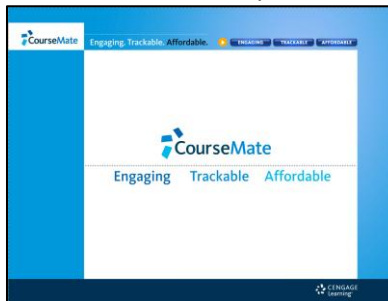 CourseMate
Engaging. Trackable. Affordable.
ENGAGING
TRACKABLE
AFFORDABLE
CourseMate
Engaging Trackable Affordable
CENGAGE
Learning